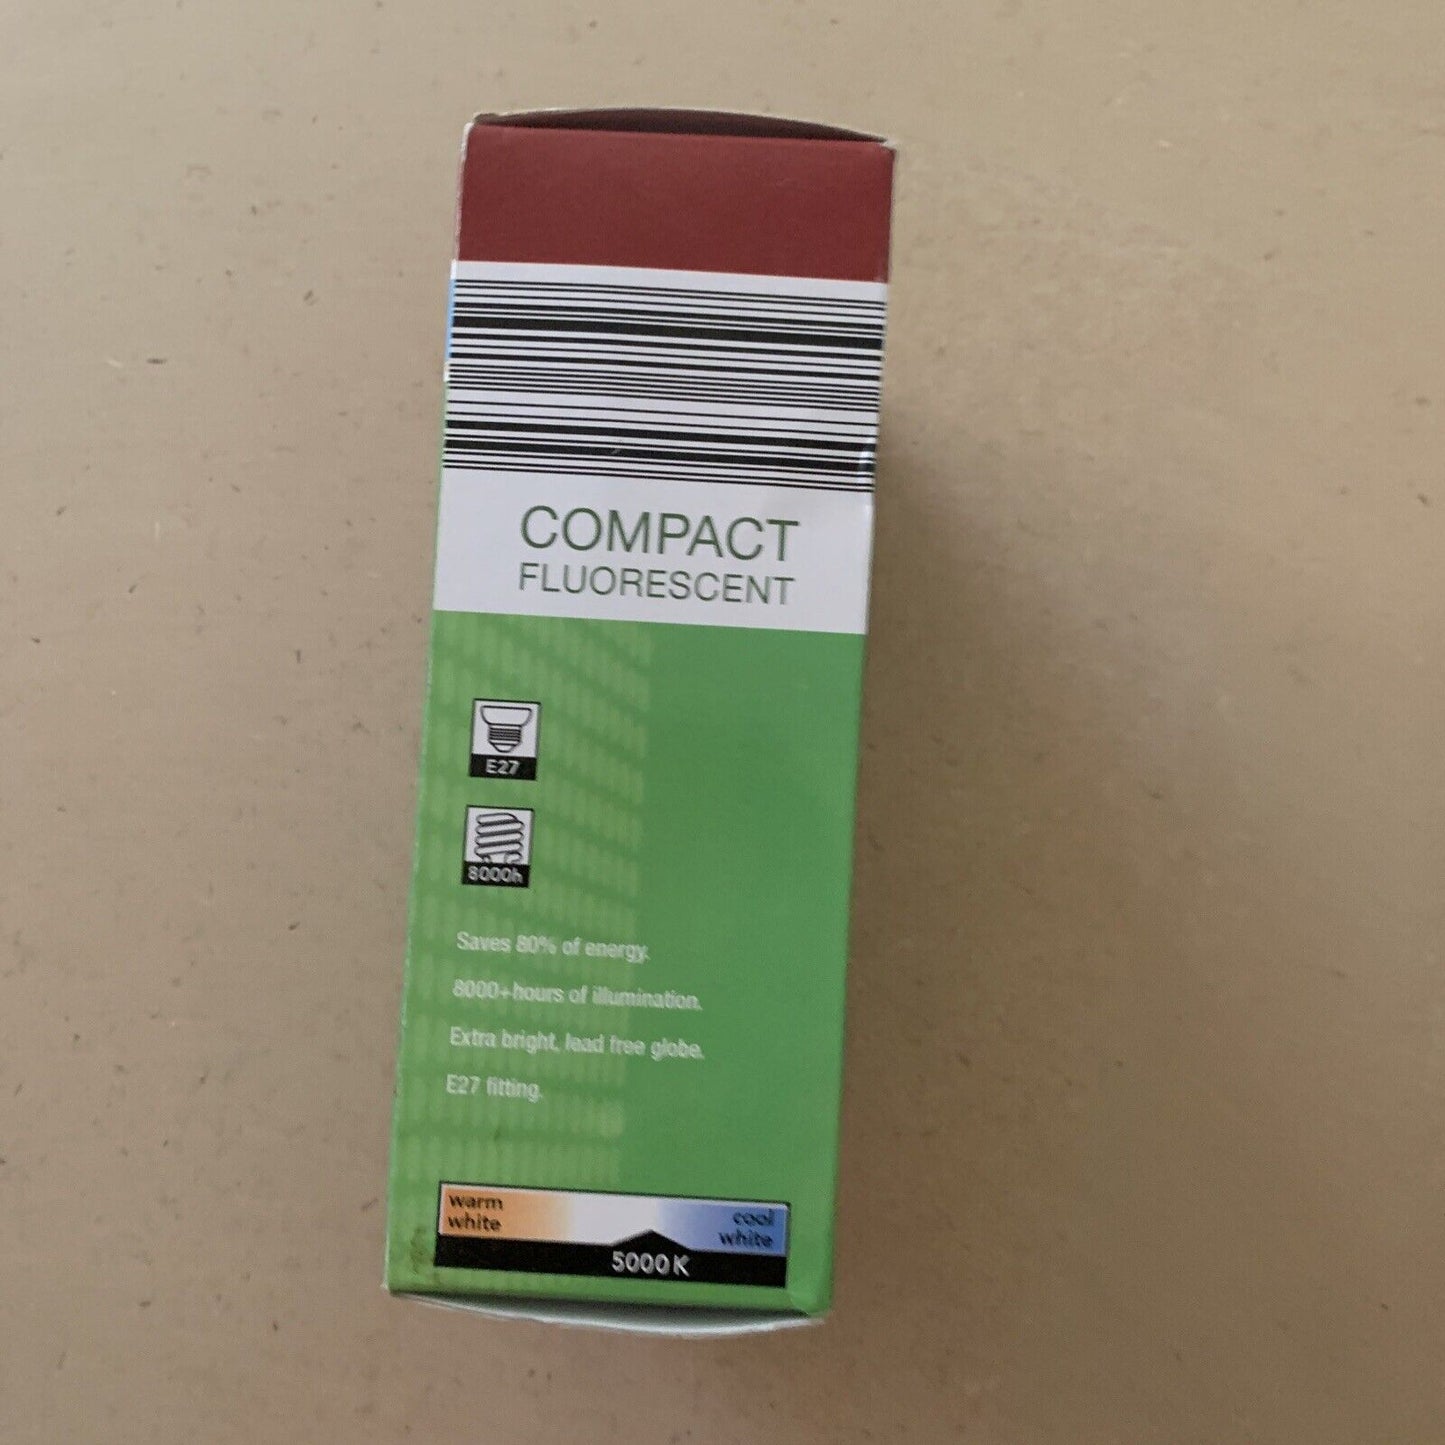 COMPACT
FLUORESCENT
E27
8000h
Saves 80% of energy.
8000+hours of illumination.
Extra bright, lead free globe.
E27 fitting.
warm
white
cool
white
5000K